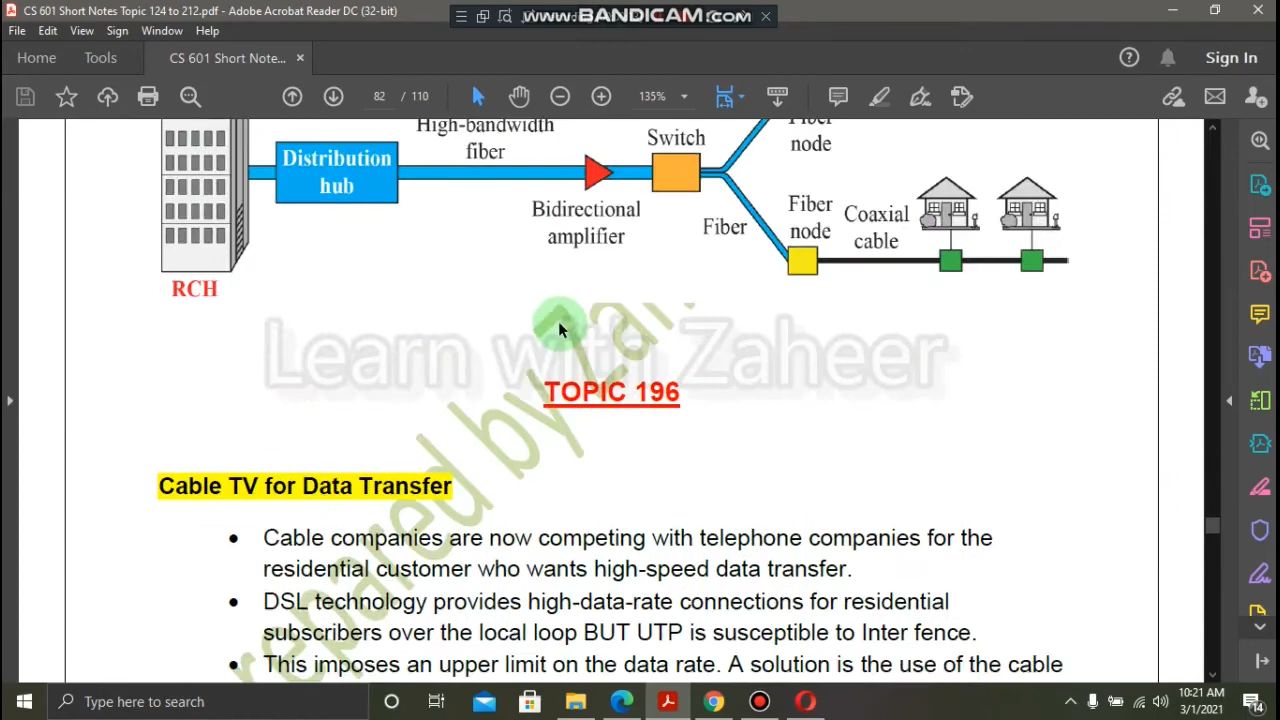 CS 601 Short Notes Topic 124 to 212.pdf - Adobe Acrobat Reader DC (32-bit)
www.BANDICAM.com
File Edit View Sign Window Help
Home Tools CS 601 Short Note... × Sign In
82 / 110 135%
High-bandwidth
fiber
Switch
Fiber
node
Distribution
hub
Bidirectional
amplifier
Fiber
Fiber
node
Coaxial
cable
RCH
Learn with Zaheer
TOPIC 196
Cable TV for Data Transfer
• Cable companies are now competing with telephone companies for the
residential customer who wants high-speed data transfer.
• DSL technology provides high-data-rate connections for residential
subscribers over the local loop BUT UTP is susceptible to Inter fence.
• This imposes an upper limit on the data rate. A solution is the use of the cable
Type here to search
10:21 AM
3/1/2021
14